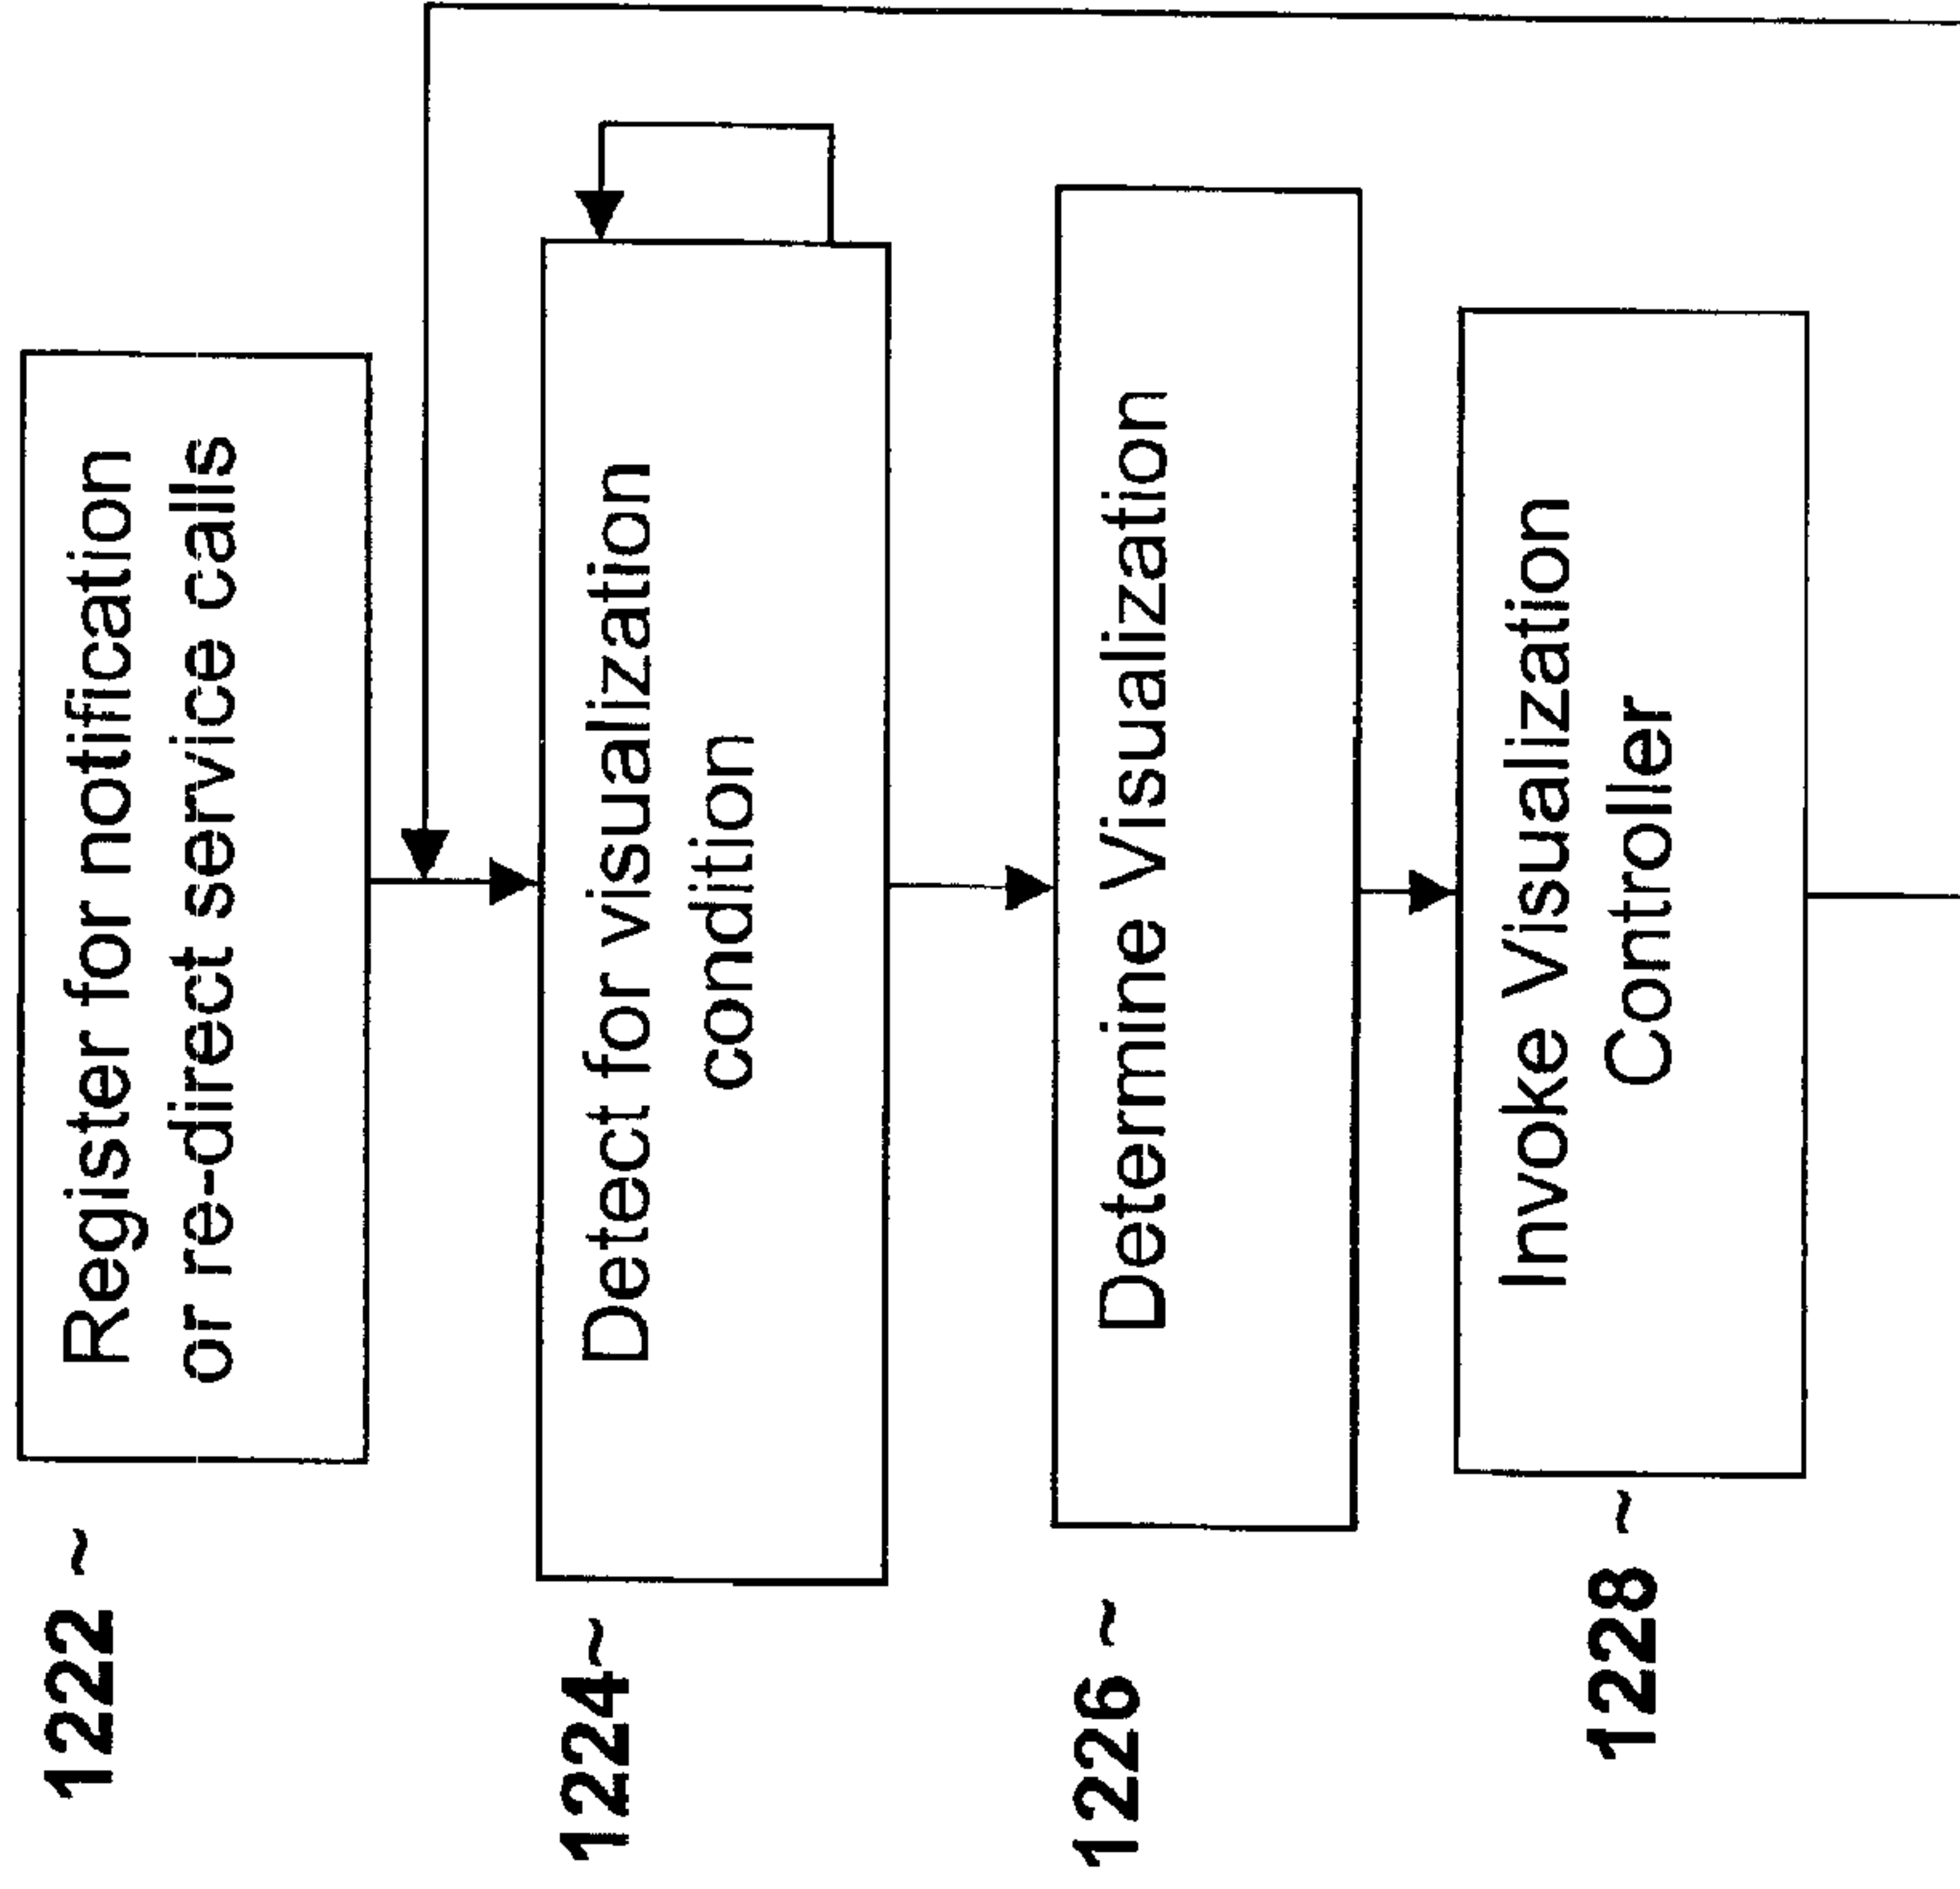 1222 ~
Register for notification
or re-direct service calls
1224~
Detect for visualization
condition
1226 ~
Determine Visualization
1228 ~
Invoke Visualization
Controller